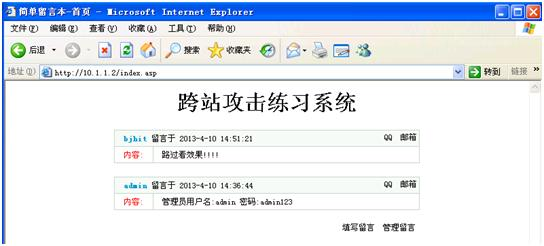 简单留言本-首页 - Microsoft Internet Explorer
文件(F) 编辑(E) 查看(V) 收藏(A) 工具(T) 帮助(H)
后退 搜索 收藏夹
地址(D) http://10.1.1.2/index.asp 转到 链接 »
跨站攻击练习系统
bjhit 留言于 2013-4-10 14:51:21 QQ 邮箱
内容: 路过看效果!!!!
admin 留言于 2013-4-10 14:36:44 QQ 邮箱
内容: 管理员用户名:admin 密码:admin123
填写留言 管理留言